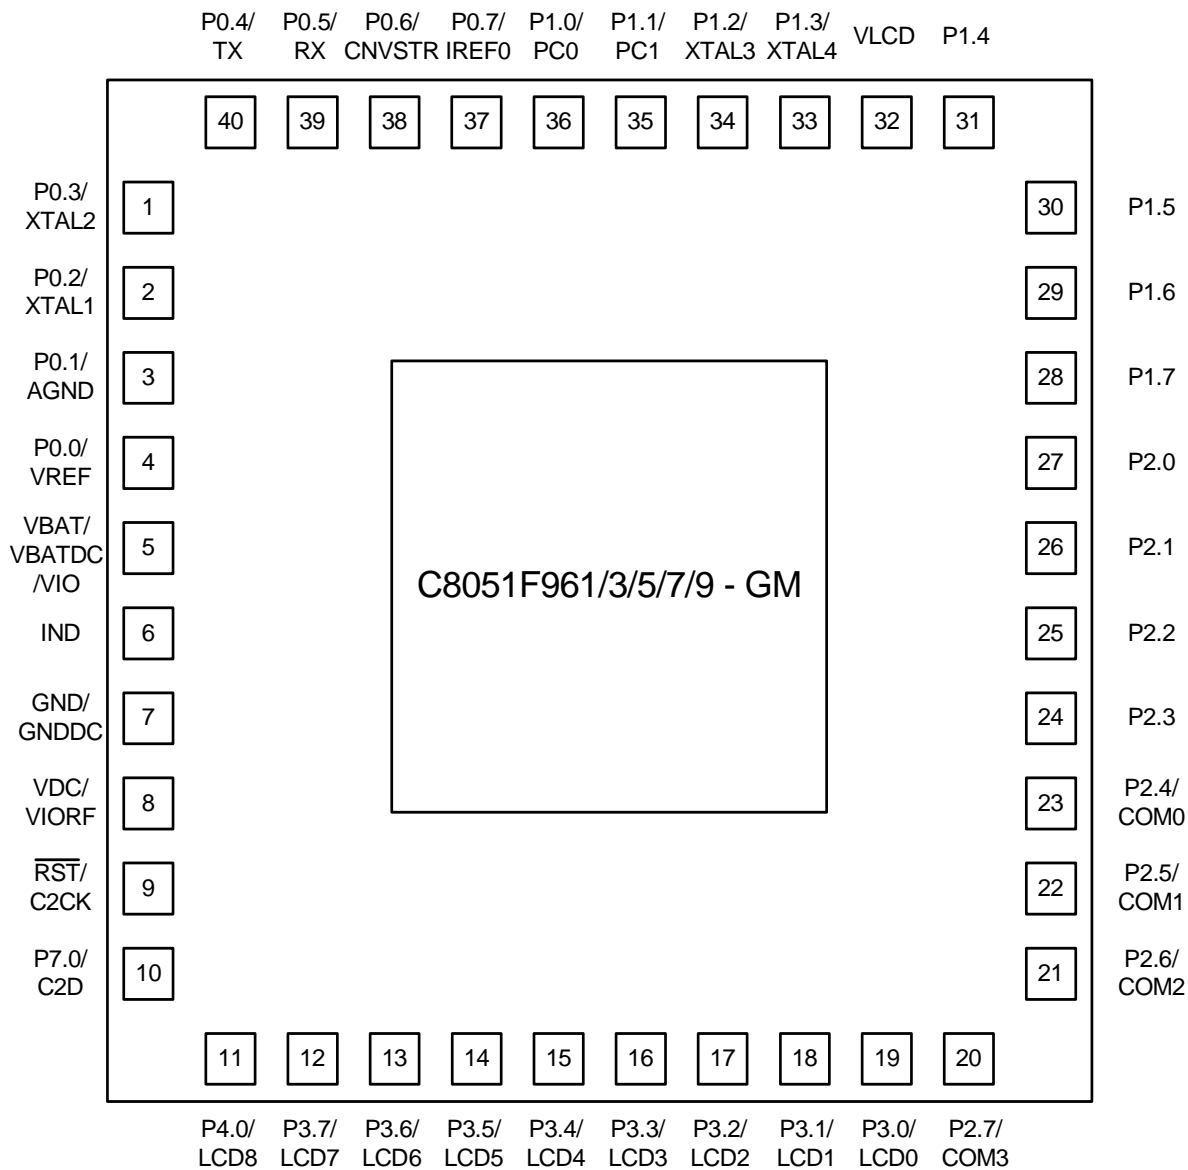 P0.4/ P0.5/ P0.6/ P0.7/ P1.0/ P1.1/ P1.2/ P1.3/ VLCD P1.4
TX RX CNVSTR IREF0 PC0 PC1 XTAL3 XTAL4
40 39 38 37 36 35 34 33 32 31
P0.3/
XTAL2
1
30
P1.5
P0.2/
XTAL1
2
29
P1.6
P0.1/
AGND
3
28
P1.7
P0.0/
VREF
4
27
P2.0
VBAT/
VBATDC
/VIO
5
26
P2.1
C8051F961/3/5/7/9 - GM
IND
6
25
P2.2
GND/
GNDDC
7
24
P2.3
VDC/
VIORF
8
23
P2.4/
COM0
RST/
C2CK
9
22
P2.5/
COM1
P7.0/
C2D
10
21
P2.6/
COM2
11 12 13 14 15 16 17 18 19 20
P4.0/ P3.7/ P3.6/ P3.5/ P3.4/ P3.3/ P3.2/ P3.1/ P3.0/ P2.7/
LCD8 LCD7 LCD6 LCD5 LCD4 LCD3 LCD2 LCD1 LCD0 COM3